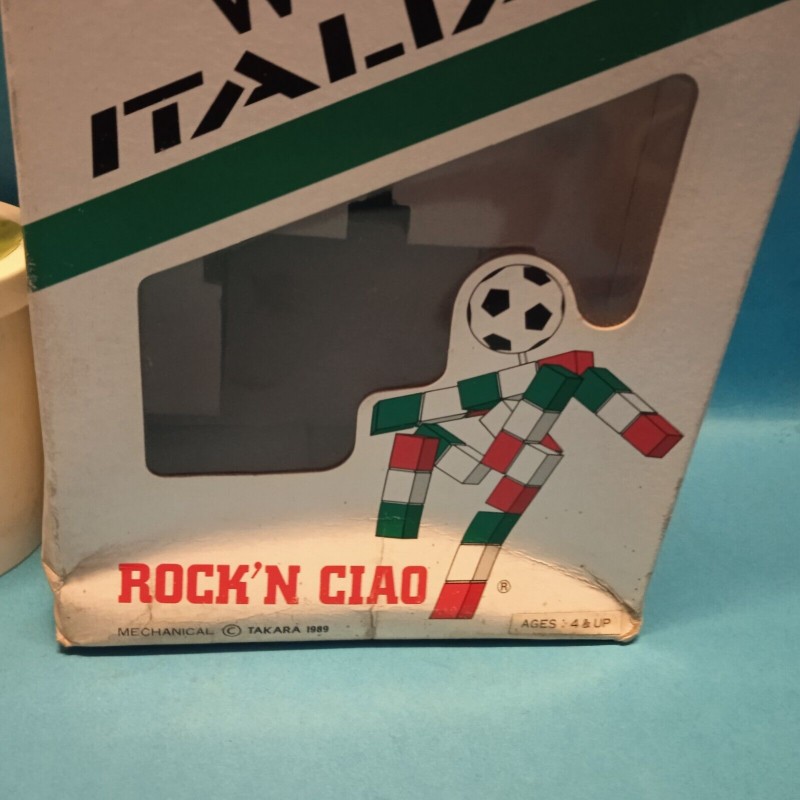 ITALIA
ROCK'N CIAO
®
MECHANICAL © TAKARA 1989
AGES : 4 & UP